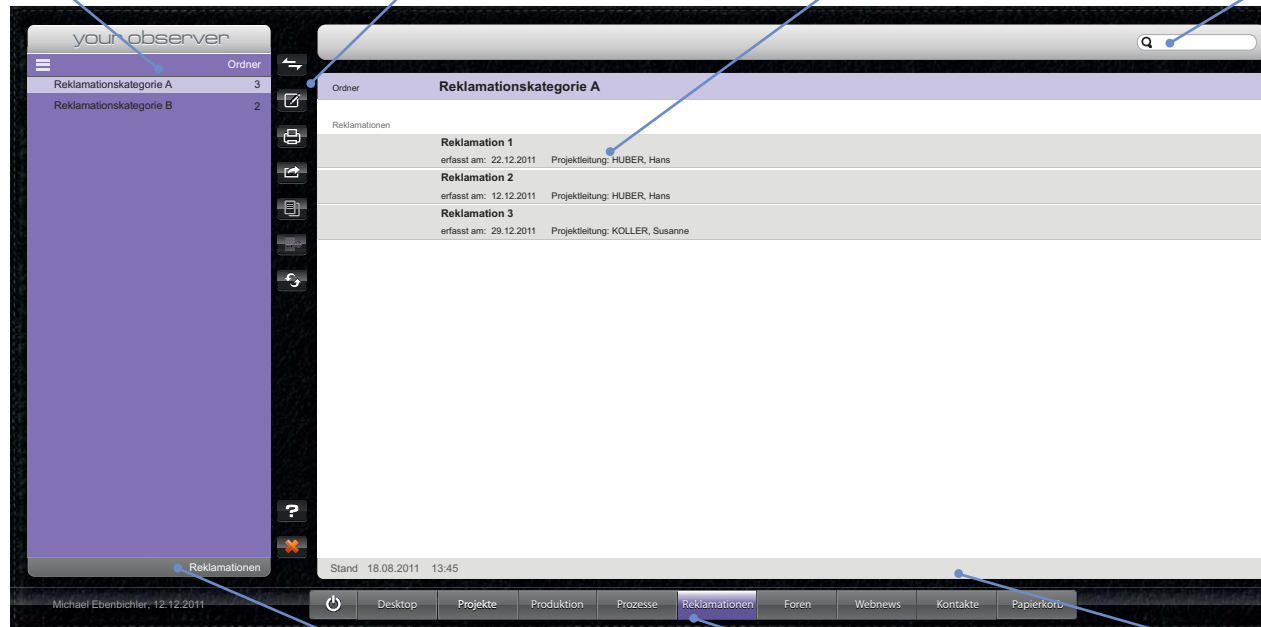 your observer
Ordner
Reklamationskategorie A 3
Reklamationskategorie B 2
Reklamationen
Michael Ebenbichler, 12.12.2011
?
Ordner Reklamationskategorie A
Reklamationen
Reklamation 1
erfasst am: 22.12.2011 Projektleitung: HUBER, Hans
Reklamation 2
erfasst am: 12.12.2011 Projektleitung: HUBER, Hans
Reklamation 3
erfasst am: 29.12.2011 Projektleitung: KOLLER, Susanne
Stand 18.08.2011 13:45
Desktop Projekte Produktion Prozesse Reklamationen Foren Webnews Kontakte Papierkorb